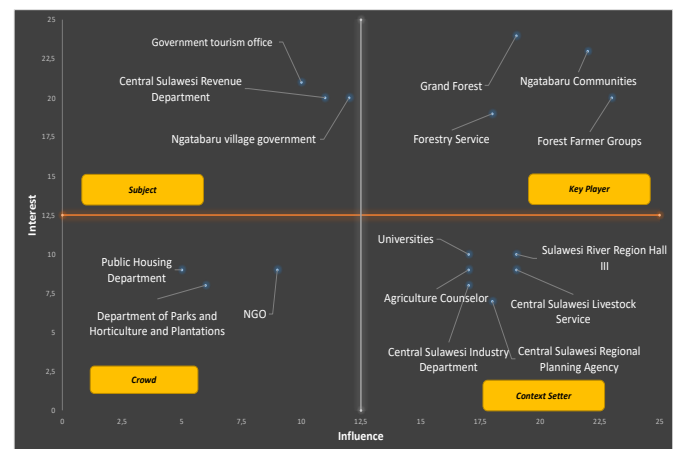 25
22,5
20
17,5
15
12,5
10
7,5
5
2,5
0
Interest
Government tourism office
Central Sulawesi Revenue
Department
Ngatabaru village government
Subject
Grand Forest
Ngatabaru Communities
Forestry Service
Forest Farmer Groups
Key Player
Public Housing
Department
Department of Parks and
Horticulture and Plantations
NGO
Crowd
Universities
Sulawesi River Region Hall
III
Agriculture Counselor
Central Sulawesi Livestock
Service
Central Sulawesi Industry
Department
Central Sulawesi Regional
Planning Agency
Context Setter
0
2,5
5
7,5
10
12,5
15
17,5
20
22,5
25
Influence